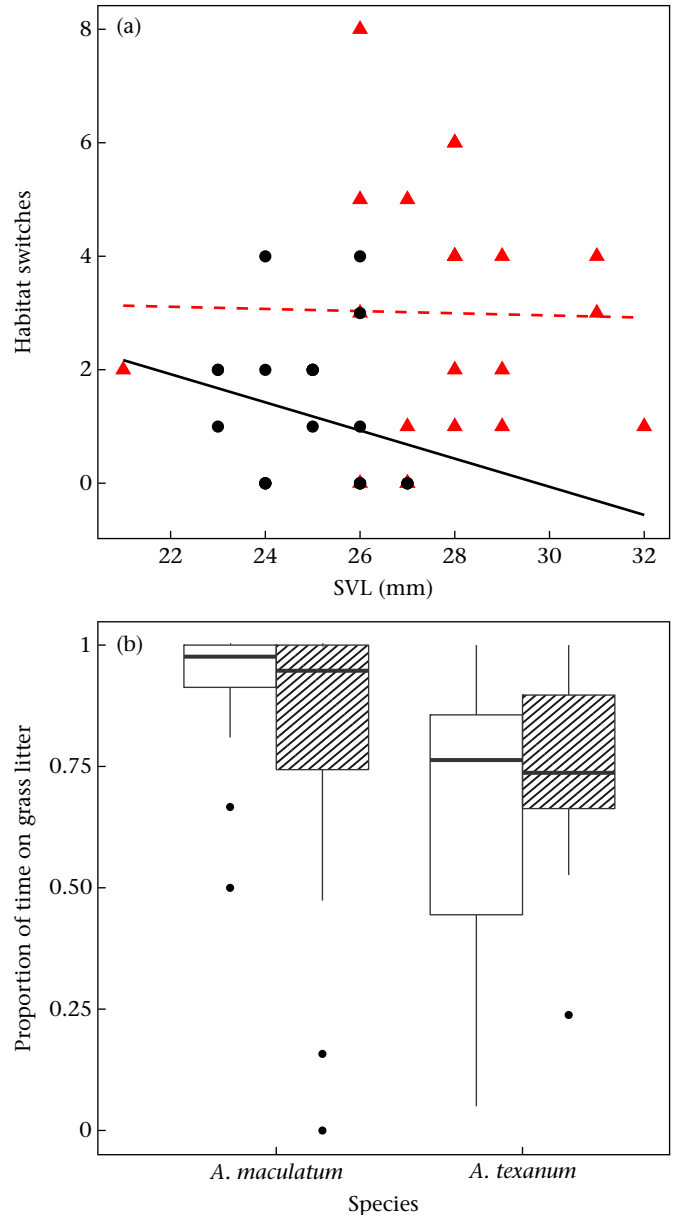 (a)
8
6
4
2
0
Habitat switches
22 24 26 28 30 32
SVL (mm)
(b)
1
0.75
0.50
0.25
0
Proportion of time on grass litter
A. maculatum A. texanum
Species